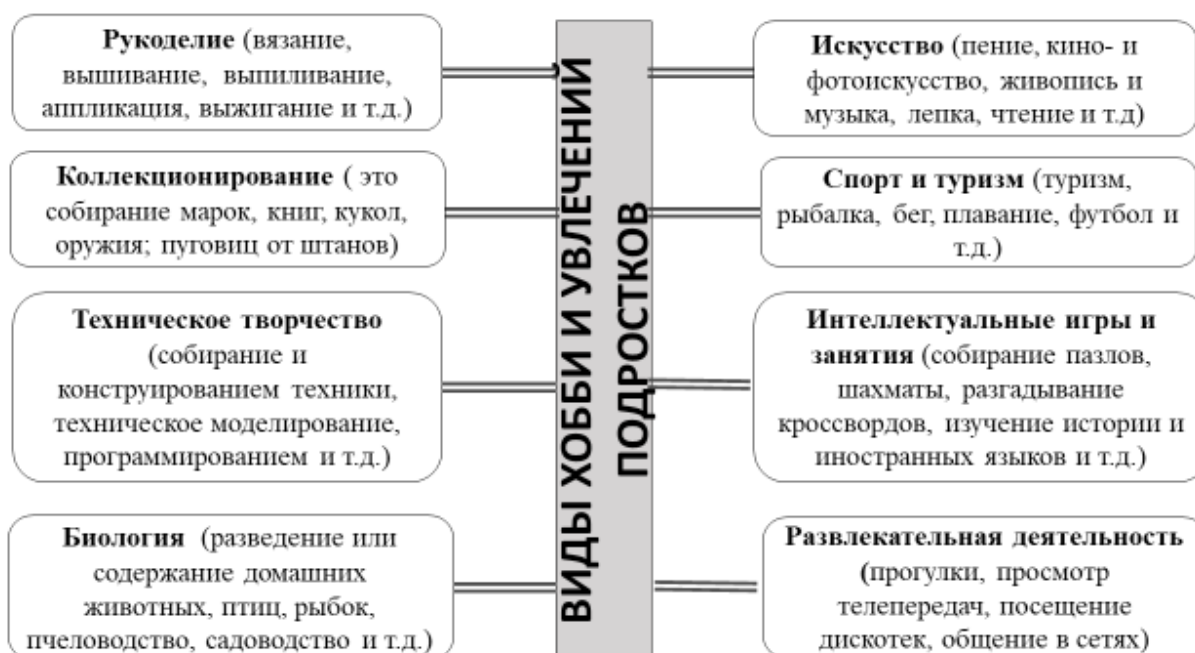 Рукоделие (вязание,
вышивание, выпиливание,
аппликация, выжигание и т.д.)
Коллекционирование ( это
собирание марок, книг, кукол,
оружия; пуговиц от штанов)
Техническое творчество
(собирание и
конструированием техники,
техническое моделирование,
программированием и т.д.)
Биология (разведение или
содержание домашних
животных, птиц, рыбок,
пчеловодство, садоводство и т.д.)
ВИДЫ ХОББИ И УВЛЕЧЕНИЙ
ПОДРОСТКОВ
Искусство (пение, кино- и
фотоискусство, живопись и
музыка, лепка, чтение и т.д)
Спорт и туризм (туризм,
рыбалка, бег, плавание, футбол и
т.д.)
Интеллектуальные игры и
занятия (собирание пазлов,
шахматы, разгадывание
кроссвордов, изучение истории и
иностранных языков и т.д.)
Развлекательная деятельность
(прогулки, просмотр
телепередач, посещение
дискотек, общение в сетях)